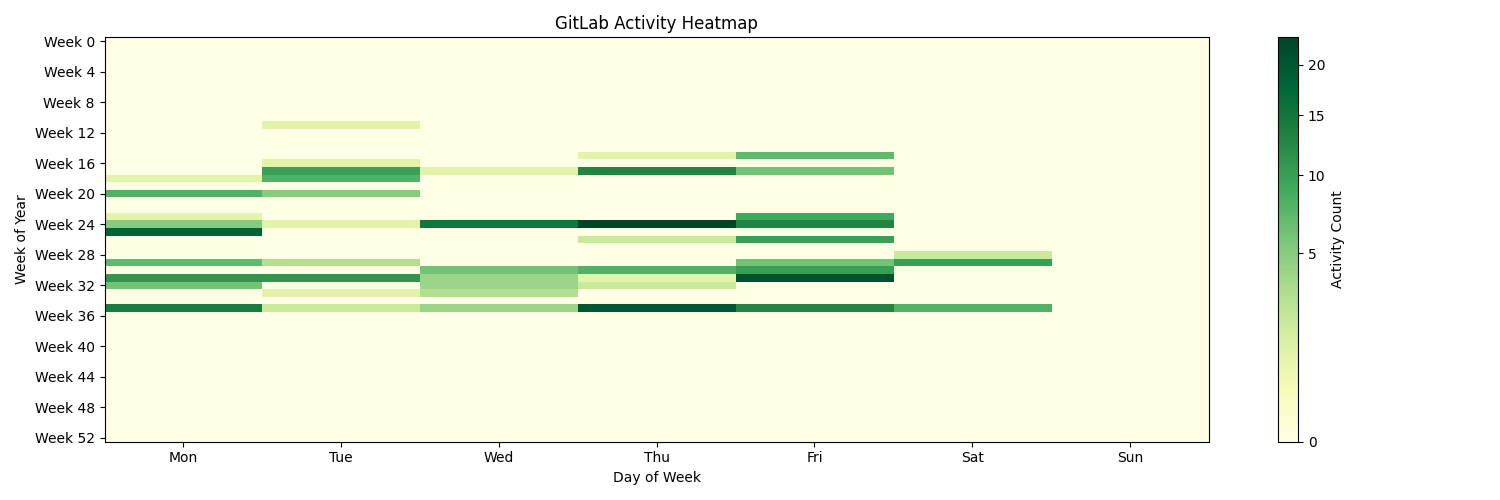 GitLab Activity Heatmap
Week of Year
Week 0
Week 4
Week 8
Week 12
Week 16
Week 20
Week 24
Week 28
Week 32
Week 36
Week 40
Week 44
Week 48
Week 52
Mon Tue Wed Thu Fri Sat Sun
Day of Week
20
15
10
5
0
Activity Count